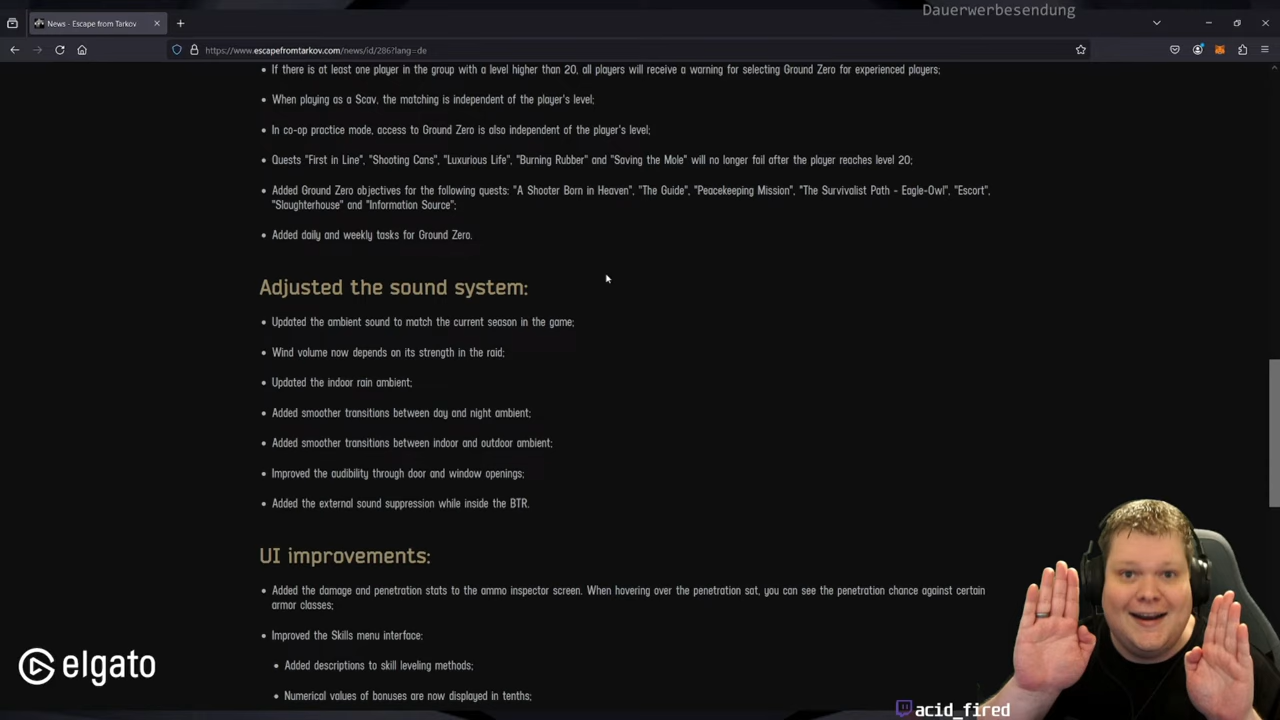 Dauerwerbesendung
News - Escape from Tarkov
https://www.escapefromtarkov.com/news/id/286?lang=de
If there is at least one player in the group with a level higher than 20, all players will receive a warning for selecting Ground Zero for experienced players;
When playing as a Scav, the matching is independent of the player's level;
In co-op practice mode, access to Ground Zero is also independent of the player's level;
Quests "First in Line", "Shooting Cans", "Luxurious Life", "Burning Rubber" and "Saving the Mole" will no longer fail after the player reaches level 20;
Added Ground Zero objectives for the following quests: "A Shooter Born in Heaven", "The Guide", "Peacekeeping Mission", "The Survivalist Path - Eagle-Owl", "Escort",
"Slaughterhouse" and "Information Source";
Added daily and weekly tasks for Ground Zero.
Adjusted the sound system:
Updated the ambient sound to match the current season in the game;
Wind volume now depends on its strength in the raid;
Updated the indoor rain ambient;
Added smoother transitions between day and night ambient;
Added smoother transitions between indoor and outdoor ambient;
Improved the audibility through door and window openings;
Added the external sound suppression while inside the BTR.
UI improvements:
Added the damage and penetration stats to the ammo inspector screen. When hovering over the penetration sat, you can see the penetration chance against certain
armor classes;
Improved the Skills menu interface:
Added descriptions to skill leveling methods;
Numerical values of bonuses are now displayed in tenths;
elgato
acid_fired